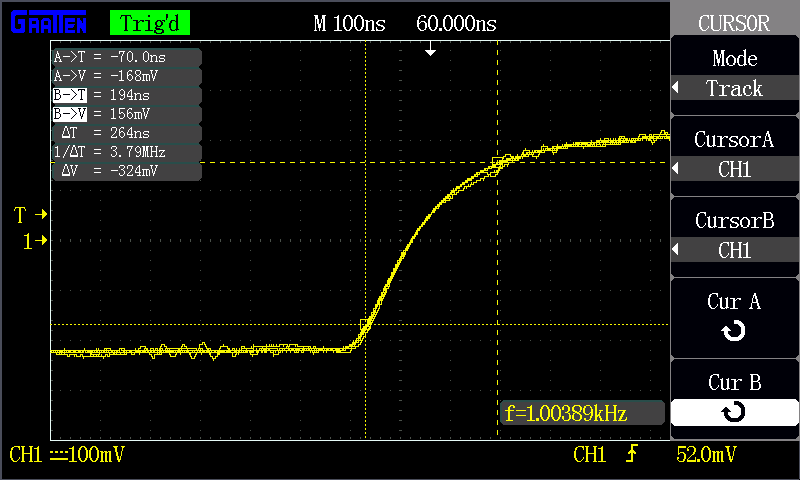 GRATTEN Trig'd M 100ns 60.000ns CURSOR
A->T = -70.0ns
A->V = -168mV
B->T = 194ns
B->V = 156mV
ΔT = 264ns
1/ΔT = 3.79MHz
ΔV = -324mV
T
1
Mode
Track
CursorA
CH1
CursorB
CH1
Cur A
Cur B
f=1.00389kHz
CH1 100mV CH1 52.0mV